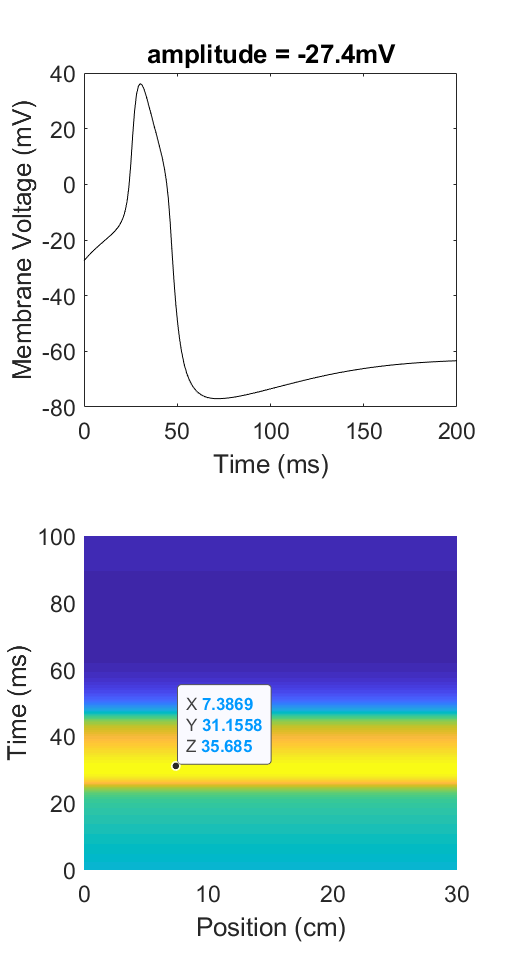 amplitude = -27.4mV
40
20
0
-20
-40
-60
-80
Membrane Voltage (mV)
0 50 100 150 200
Time (ms)
100
80
60
40
20
0
Time (ms)
X 7.3869
Y 31.1558
Z 35.685
0 10 20 30
Position (cm)